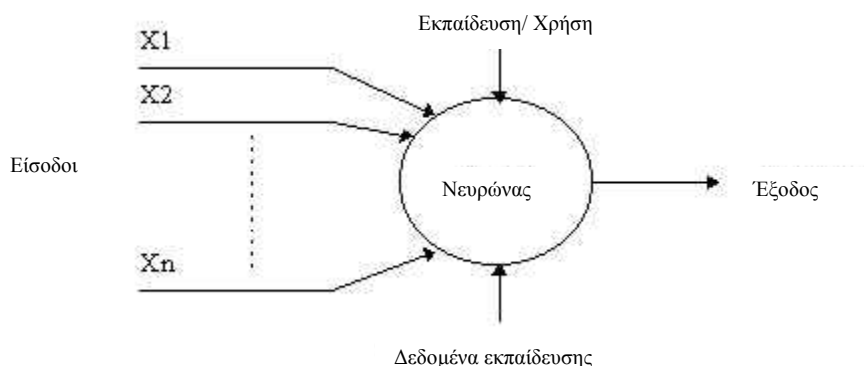 Εκπαίδευση/ Χρήση
X1
X2
Είσοδοι
Νευρώνας
Έξοδος
Xn
Δεδομένα εκπαίδευσης